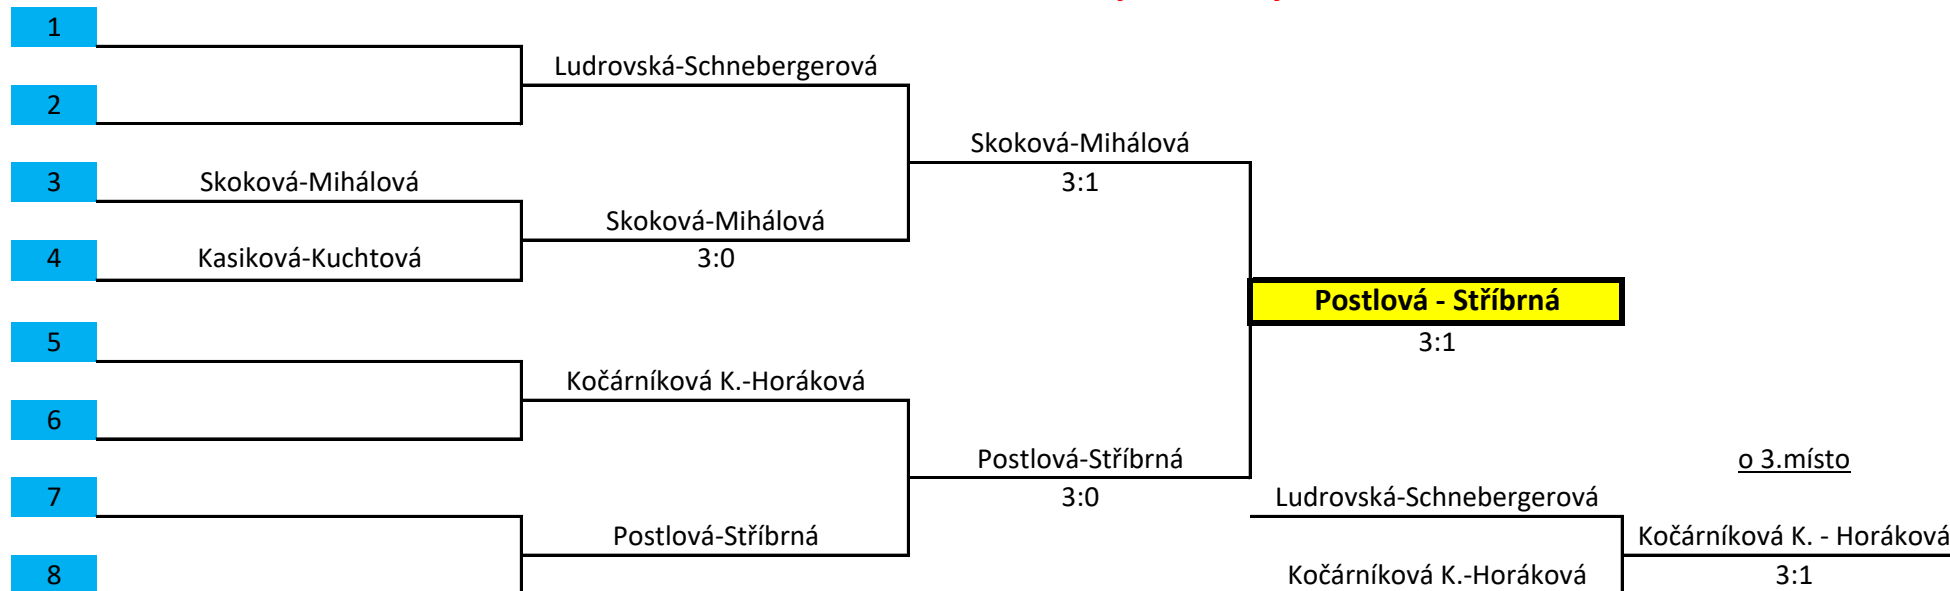 1
Ludrovská-Schnebergerová
2
Skoková-Mihálová
3:1
3
Skoková-Mihálová
Skoková-Mihálová
3:0
4
Kasiková-Kuchtová
Postlová - Stříbrná
3:1
5
Kočárníková K.-Horáková
6
Postlová-Stříbrná
3:0
o 3.místo
7
Ludrovská-Schnebergerová
Postlová-Stříbrná
Kočárníková K. - Horáková
3:1
8
Kočárníková K.-Horáková